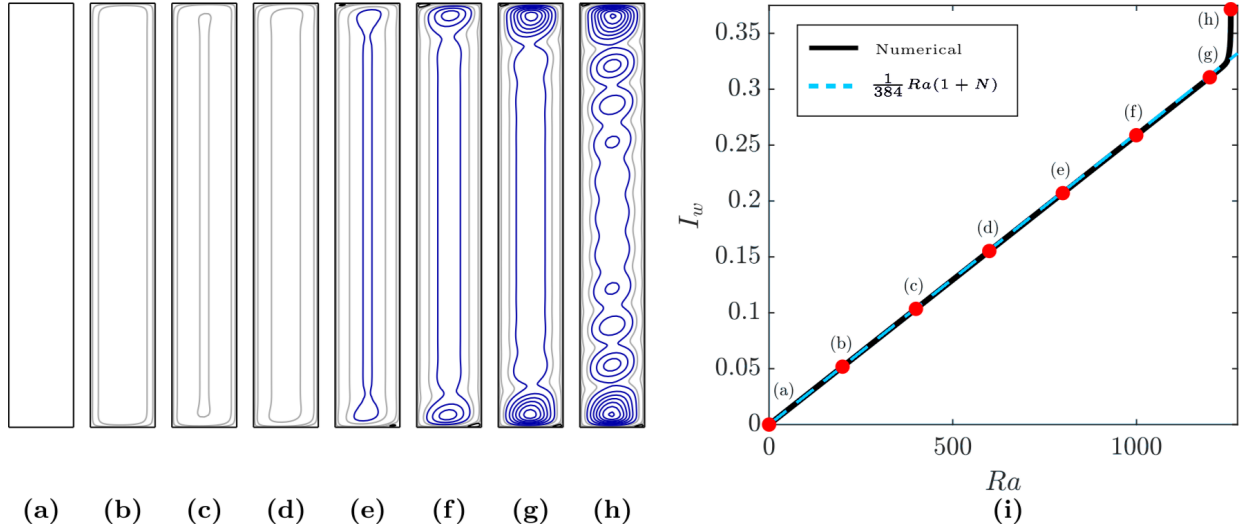 (a) (b) (c) (d) (e) (f) (g) (h)
0.35
0.3
0.25
0.2
0.15
0.1
0.05
0
I_w
Numerical
\frac{1}{384} Ra(1 + N)
(h)
(g)
(f)
(e)
(d)
(c)
(b)
(a)
0 500 1000
Ra
(i)